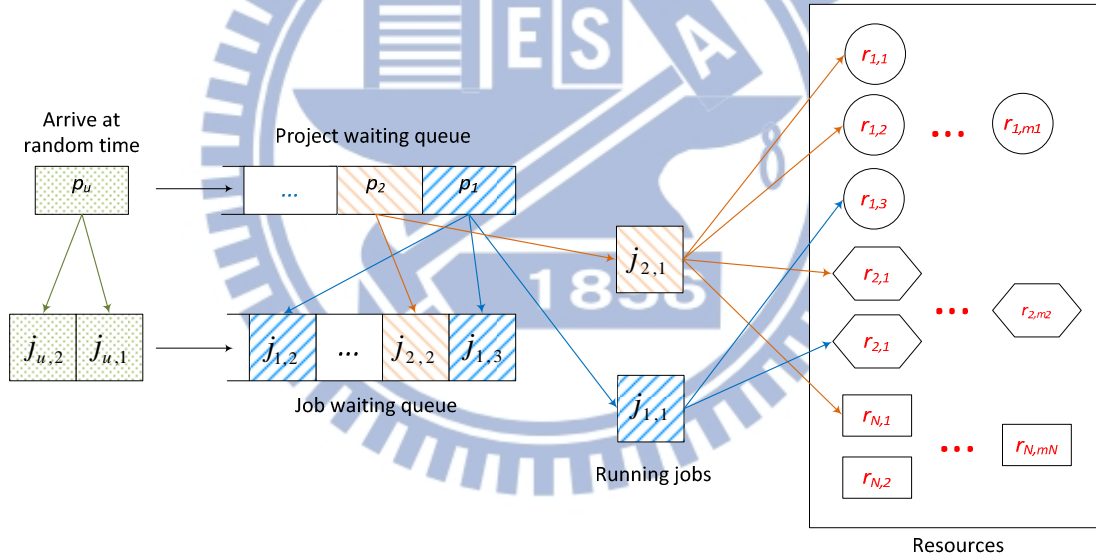 E S A
8
1896
Arrive at
random time
p_u
j_{u,2} j_{u,1}
Project waiting queue
... p_2 p_1
j_{1,2} ... j_{2,2} j_{1,3}
Job waiting queue
j_{2,1}
j_{1,1}
Running jobs
r_{1,1}
r_{1,2} ... r_{1,m1}
r_{1,3}
r_{2,1}
... r_{2,m2}
r_{2,1}
r_{N,1}
... r_{N,mN}
r_{N,2}
Resources